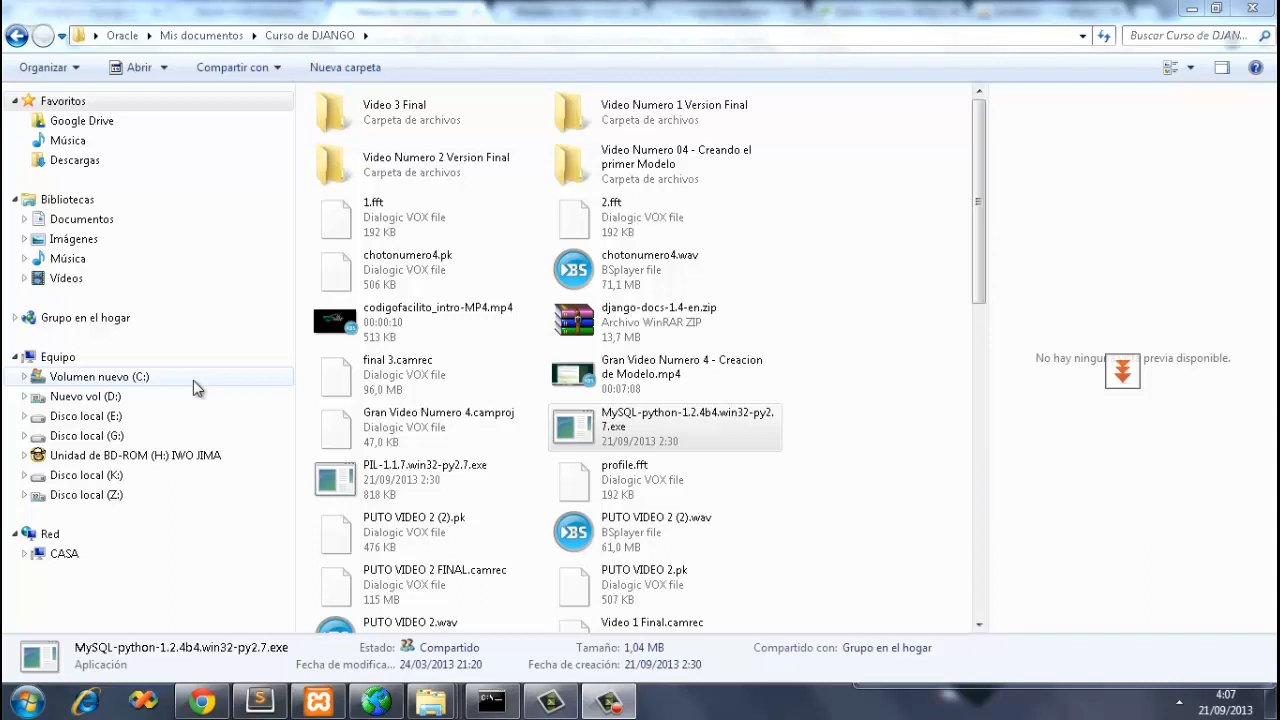 Oracle ▸ Mis documentos ▸ Curso de DJANGO ▸
Buscar Curso de DJAN...
Organizar
Abrir
Compartir con
Nueva carpeta
Favoritos
Google Drive
Música
Descargas
Bibliotecas
Documentos
Imágenes
Música
Vídeos
Grupo en el hogar
Equipo
Volumen nuevo (C:)
Nuevo vol (D:)
Disco local (E:)
Disco local (G:)
Unidad de BD-ROM (H:) IWO JIMA
Disco local (K:)
Disco local (Z:)
Red
CASA
Video 3 Final
Carpeta de archivos
Video Numero 1 Version Final
Carpeta de archivos
Video Numero 2 Version Final
Carpeta de archivos
Video Numero 04 - Creando el
primer Modelo
Carpeta de archivos
1.fft
Dialogic VOX file
192 KB
2.fft
Dialogic VOX file
192 KB
chotonumero4.pk
Dialogic VOX file
506 KB
chotonumero4.wav
BSplayer file
71,1 MB
codigofacilito_intro-MP4.mp4
00:00:10
513 KB
django-docs-1.4-en.zip
Archivo WinRAR ZIP
13,7 MB
final 3.camrec
Dialogic VOX file
96,0 MB
Gran Video Numero 4 - Creacion
de Modelo.mp4
00:07:08
Gran Video Numero 4.camproj
Dialogic VOX file
47,0 KB
MySQL-python-1.2.4b4.win32-py2.
7.exe
21/09/2013 2:30
PIL-1.1.7.win32-py2.7.exe
21/09/2013 2:30
818 KB
profile.fft
Dialogic VOX file
192 KB
PUTO VIDEO 2 (2).pk
Dialogic VOX file
476 KB
PUTO VIDEO 2 (2).wav
BSplayer file
61,0 MB
PUTO VIDEO 2 FINAL.camrec
Dialogic VOX file
115 MB
PUTO VIDEO 2.pk
Dialogic VOX file
507 KB
PUTO VIDEO 2.wav
Video 1 Final.camrec
No hay ningun previa disponible.
MySQL-python-1.2.4b4.win32-py2.7.exe
Aplicación
Estado: Compartido
Fecha de modifica... 24/03/2013 21:20
Tamaño: 1,04 MB
Fecha de creación: 21/09/2013 2:30
Compartido con: Grupo en el hogar
4:07
21/09/2013